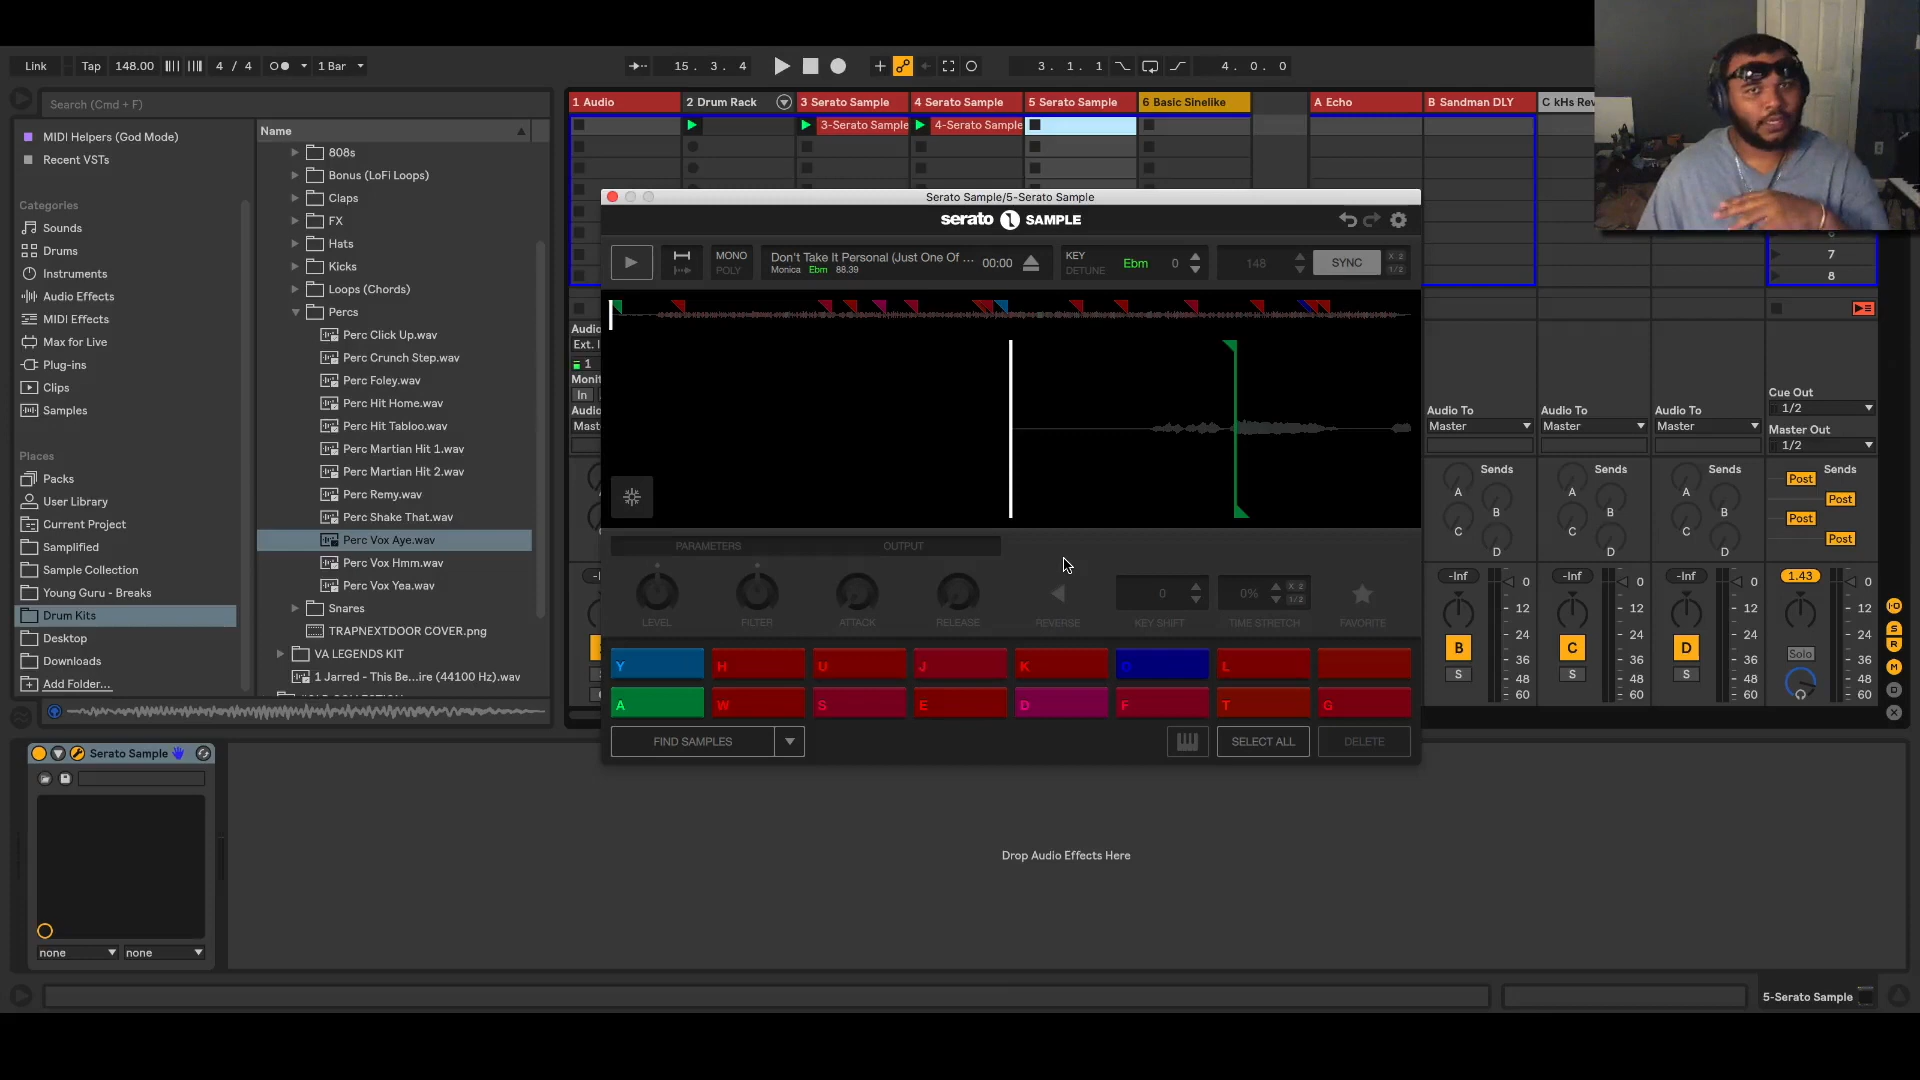 Link
Tap
148.00
4 / 4
1 Bar
15. 3. 4
3. 1. 1
4. 0. 0
Search (Cmd + F)
MIDI Helpers (God Mode)
Recent VSTs
Categories
Sounds
Drums
Instruments
Audio Effects
MIDI Effects
Max for Live
Plug-ins
Clips
Samples
Places
Packs
User Library
Current Project
Samplified
Sample Collection
Young Guru - Breaks
Drum Kits
Desktop
Downloads
Add Folder...
Name
808s
Bonus (LoFi Loops)
Claps
FX
Hats
Kicks
Loops (Chords)
Percs
Perc Click Up.wav
Perc Crunch Step.wav
Perc Foley.wav
Perc Hit Home.wav
Perc Hit Tabloo.wav
Perc Martian Hit 1.wav
Perc Martian Hit 2.wav
Perc Remy.wav
Perc Shake That.wav
Perc Vox Aye.wav
Perc Vox Hmm.wav
Perc Vox Yea.wav
Snares
TRAPNEXTDOOR COVER.png
VA LEGENDS KIT
1 Jarred - This Be...ire (44100 Hz).wav
1 Audio
2 Drum Rack
3 Serato Sample
4 Serato Sample
5 Serato Sample
6 Basic Sinelike
A Echo
B Sandman DLY
C kHs Rev
3-Serato Sample
4-Serato Sample
7
8
Serato Sample/5-Serato Sample
serato SAMPLE
MONO
POLY
Don't Take It Personal (Just One Of ...
Monica Ebm 88.39
00:00
KEY
DETUNE
Ebm
0
148
SYNC
X 2
1/2
PARAMETERS
OUTPUT
LEVEL
FILTER
ATTACK
RELEASE
REVERSE
0
KEY SHIFT
0%
X 2
1/2
TIME STRETCH
FAVORITE
Y
H
U
J
K
O
L
A
W
S
E
D
F
T
G
FIND SAMPLES
SELECT ALL
DELETE
Audio
Ext. I
1
Monit
In
Audio
Mast
-I
Audio To
Master
Audio To
Master
Audio To
Master
Cue Out
1/2
Master Out
1/2
Sends
A
B
C
D
Sends
A
B
C
D
Sends
A
B
C
D
Sends
Post
Post
Post
Post
-Inf
0
12
24
36
48
60
B
S
-Inf
0
12
24
36
48
60
C
S
-Inf
0
12
24
36
48
60
D
S
1.43
0
12
24
36
48
60
Solo
I·O
S
R
M
D
X
Serato Sample
none
none
Drop Audio Effects Here
5-Serato Sample